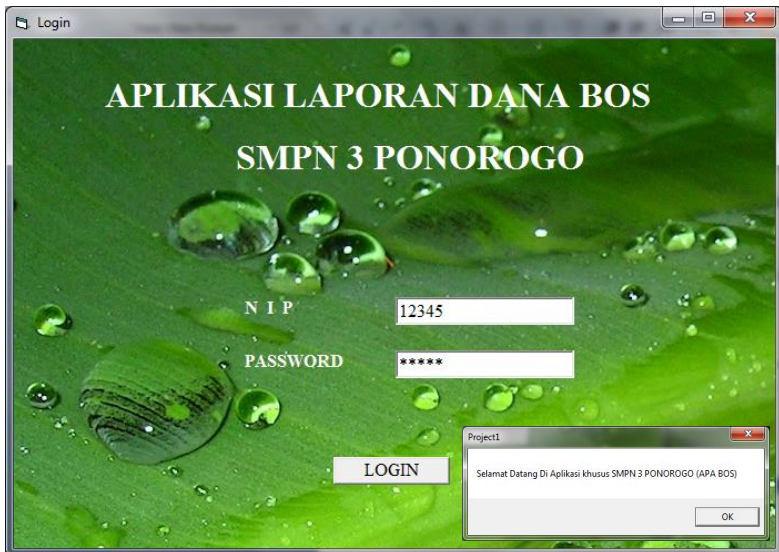 Login
APLIKASI LAPORAN DANA BOS
SMPN 3 PONOROGO
N I P
12345
PASSWORD
*****
LOGIN
Project1
Selamat Datang Di Aplikasi khusus SMPN 3 PONOROGO (APA BOS)
OK